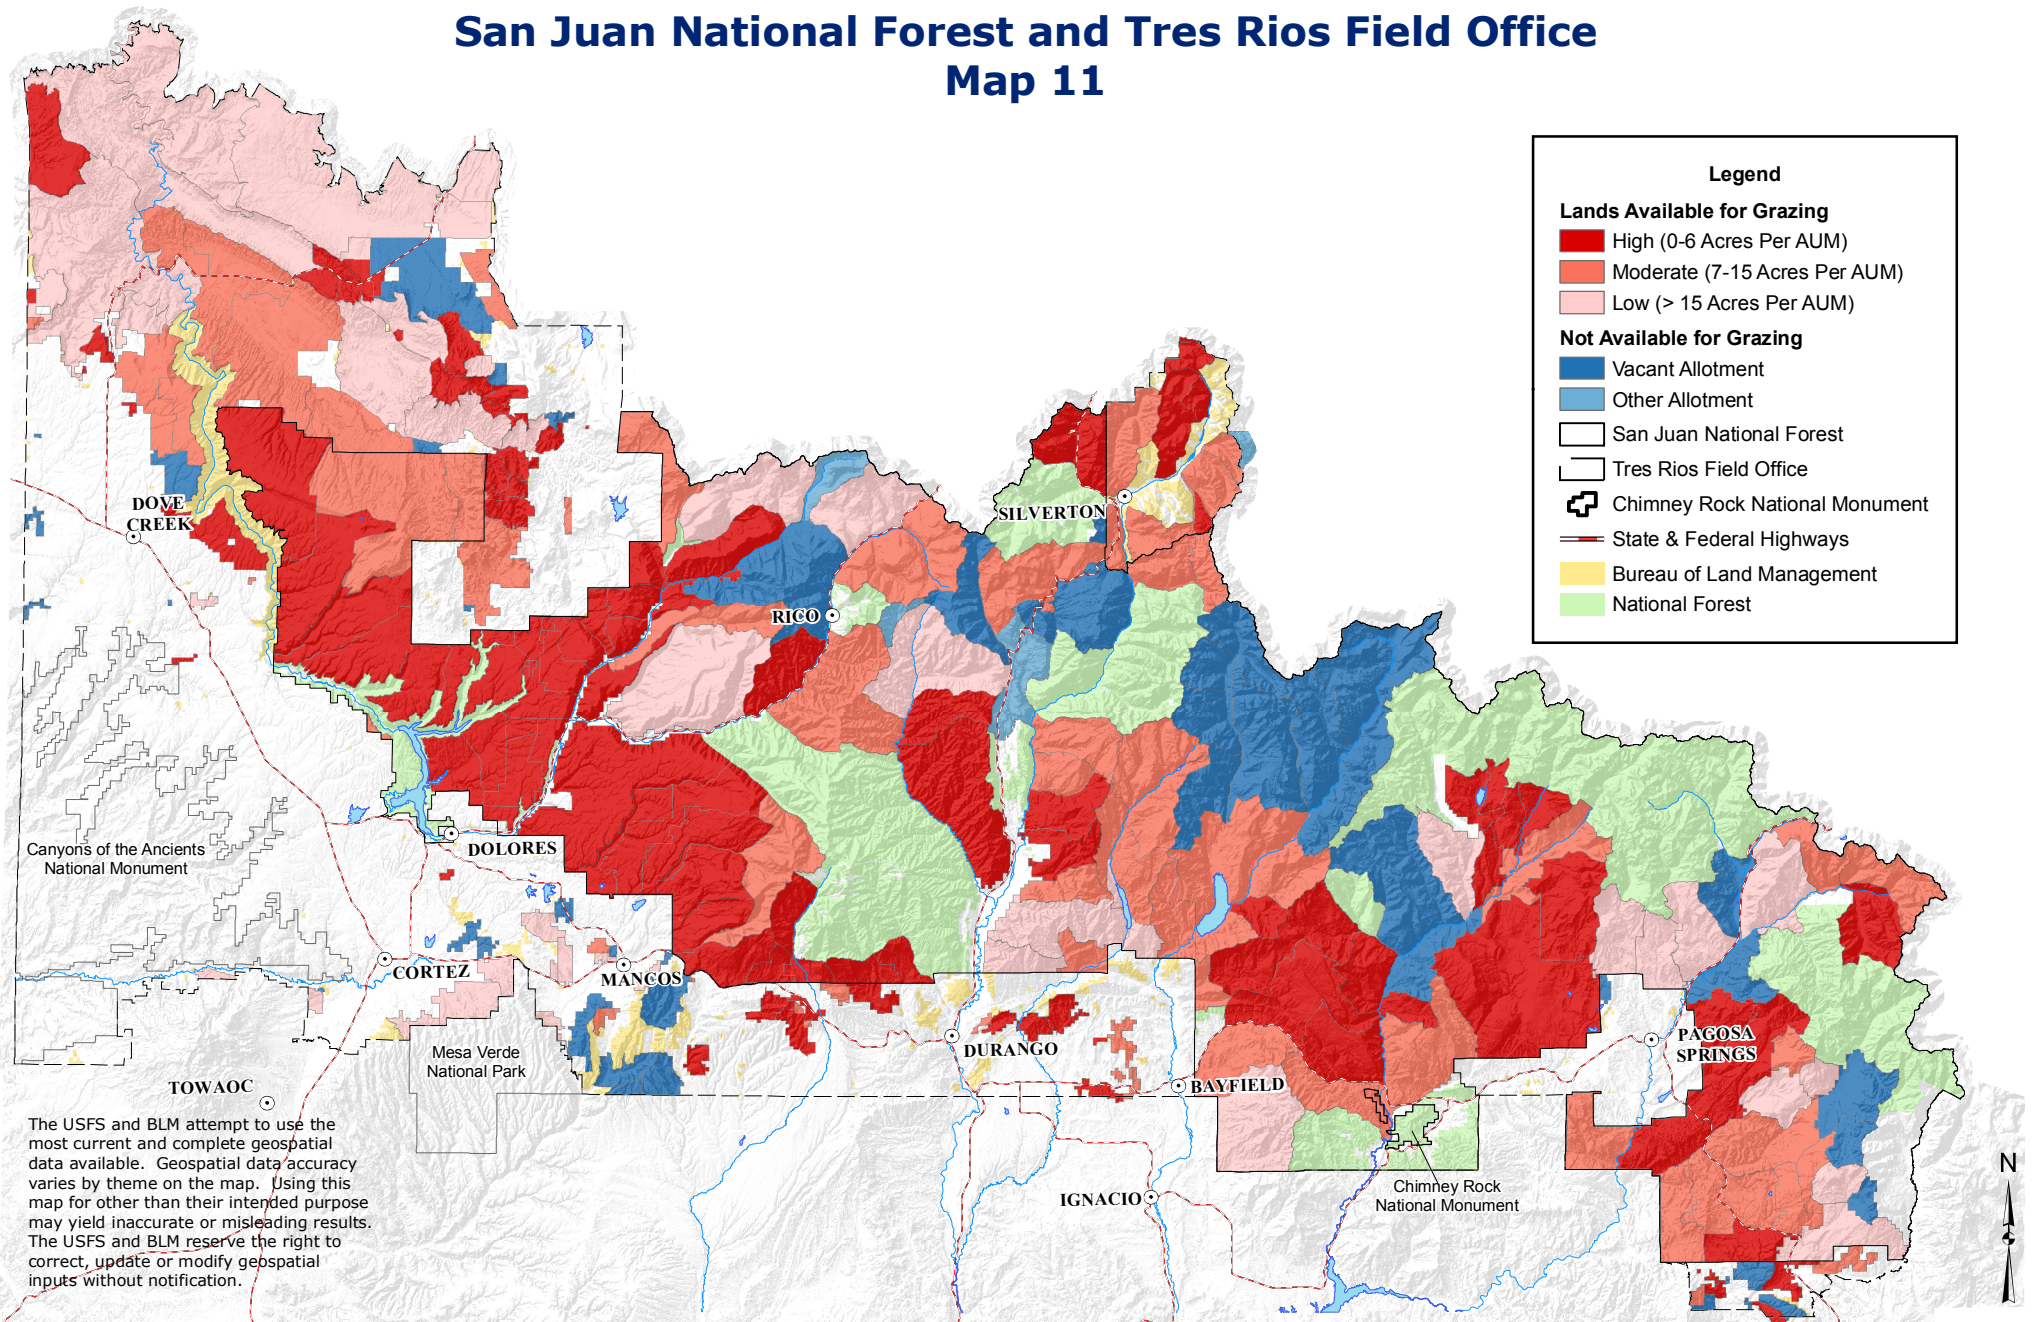 San Juan National Forest and Tres Rios Field Office
Map 11
Legend
Lands Available for Grazing
High (0-6 Acres Per AUM)
Moderate (7-15 Acres Per AUM)
Low (> 15 Acres Per AUM)
Not Available for Grazing
Vacant Allotment
Other Allotment
San Juan National Forest
Tres Rios Field Office
Chimney Rock National Monument
State & Federal Highways
Bureau of Land Management
National Forest
DOVE
CREEK
SILVERTON
RICO
DOLORES
Canyons of the Ancients
National Monument
CORTEZ
MANCOS
Mesa Verde
National Park
DURANGO
PAGOSA
SPRINGS
TOWAOC
BAYFIELD
IGNACIO
Chimney Rock
National Monument
The USFS and BLM attempt to use the
most current and complete geospatial
data available.  Geospatial data accuracy
varies by theme on the map.  Using this
map for other than their intended purpose
may yield inaccurate or misleading results.
The USFS and BLM reserve the right to
correct, update or modify geospatial
inputs without notification.
N